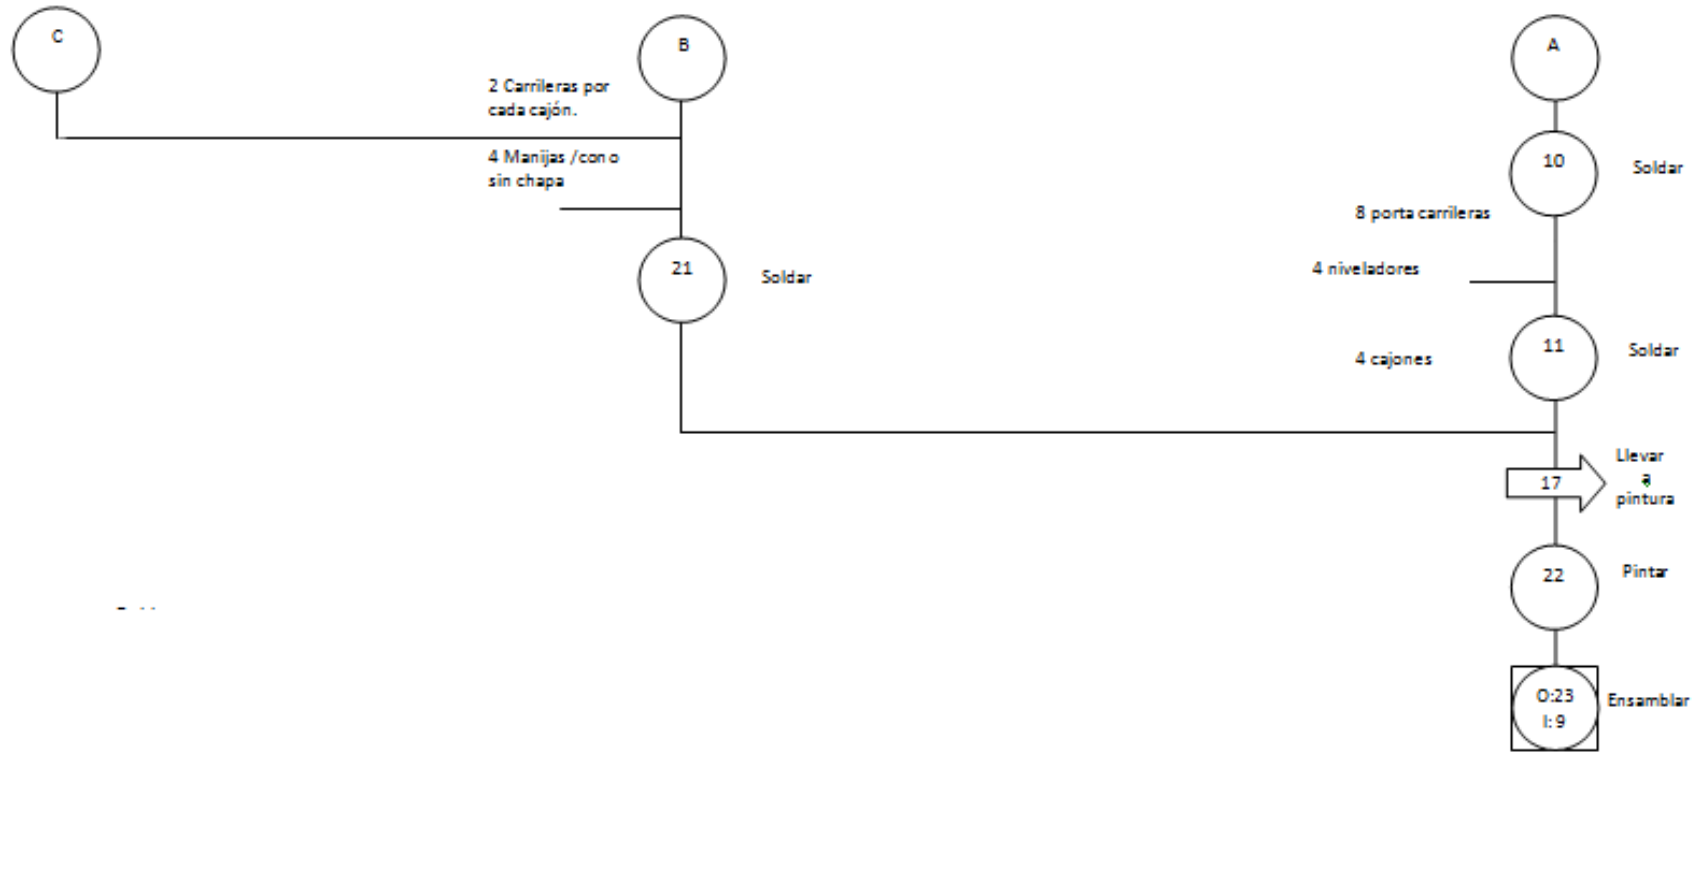 C
B
A
2 Carrileras por
cada cajón.
4 Manijas /con o
sin chapa
10
Soldar
8 porta carrileras
21
Soldar
4 niveladores
11
Soldar
4 cajones
Llevar
a
pintura
17
22
Pintar
O:23
I: 9
Ensamblar